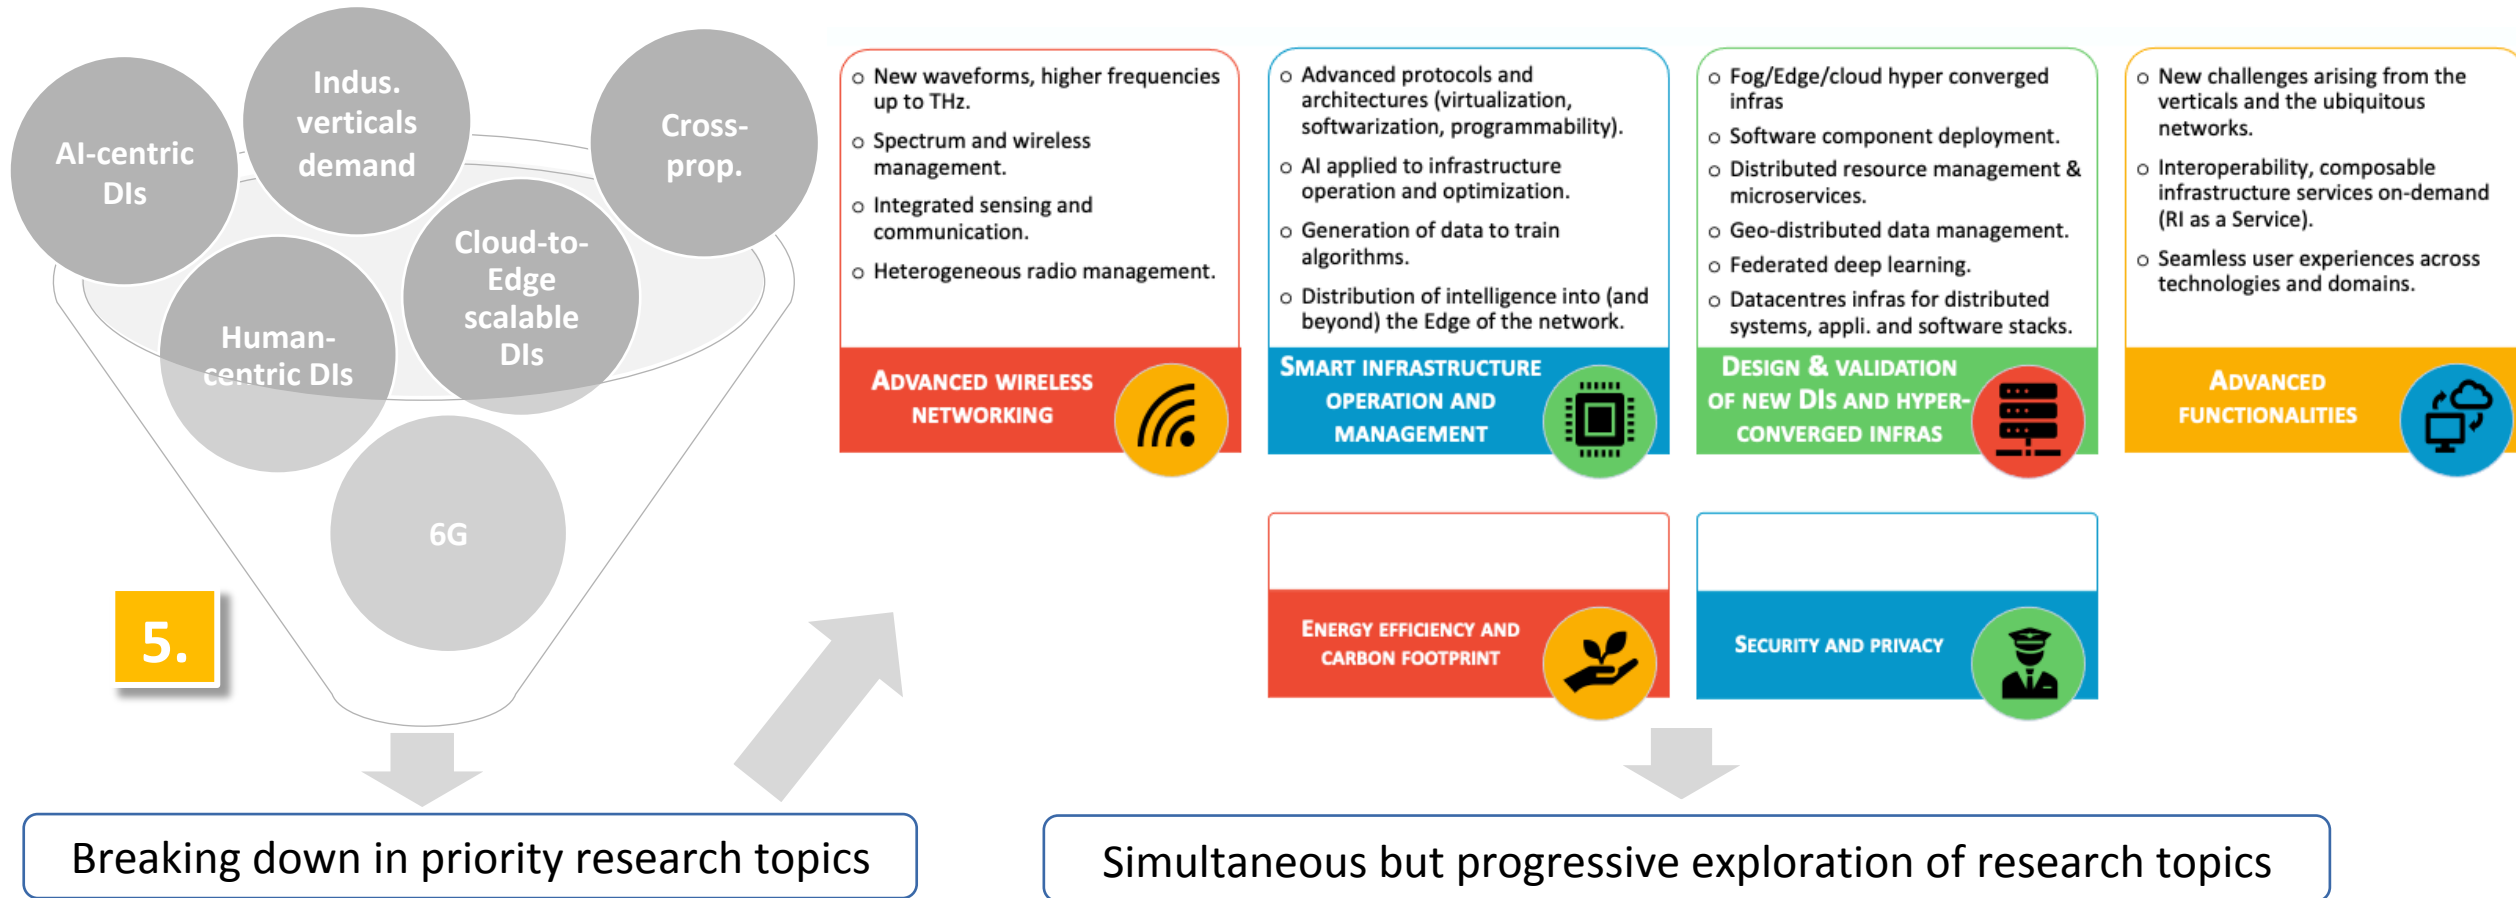 AI-centric
DIs
Indus.
verticals
demand
Cross-
prop.
Human-
centric DIs
Cloud-to-
Edge
scalable
DIs
6G
5.
Breaking down in priority research topics
o New waveforms, higher frequencies
up to THz.
o Spectrum and wireless
management.
o Integrated sensing and
communication.
o Heterogeneous radio management.
ADVANCED WIRELESS
NETWORKING
o Advanced protocols and
architectures (virtualization,
softwarization, programmability).
o AI applied to infrastructure
operation and optimization.
o Generation of data to train
algorithms.
o Distribution of intelligence into (and
beyond) the Edge of the network.
SMART INFRASTRUCTURE
OPERATION AND
MANAGEMENT
o Fog/Edge/cloud hyper converged
infras
o Software component deployment.
o Distributed resource management &
microservices.
o Geo-distributed data management.
o Federated deep learning.
o Datacentres infras for distributed
systems, appli. and software stacks.
DESIGN & VALIDATION
OF NEW DIS AND HYPER-
CONVERGED INFRAS
o New challenges arising from the
verticals and the ubiquitous
networks.
o Interoperability, composable
infrastructure services on-demand
(RI as a Service).
o Seamless user experiences across
technologies and domains.
ADVANCED
FUNCTIONALITIES
ENERGY EFFICIENCY AND
CARBON FOOTPRINT
SECURITY AND PRIVACY
Simultaneous but progressive exploration of research topics